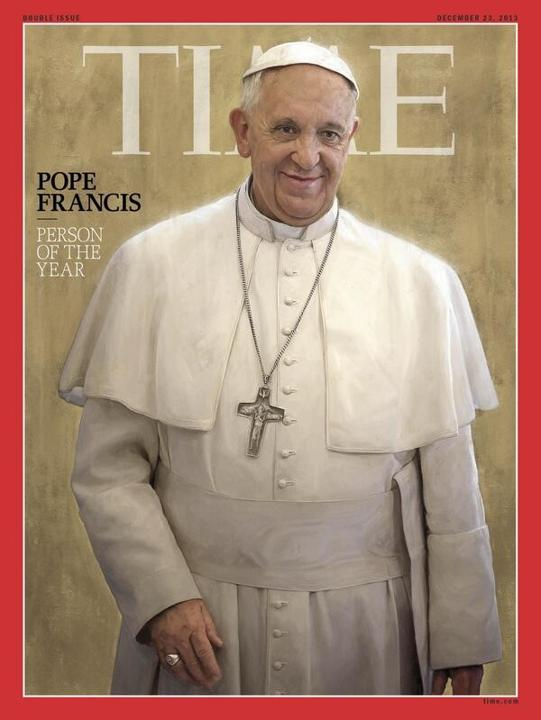 DOUBLE ISSUE
DECEMBER 23, 2013
TIME
POPE
FRANCIS
PERSON
OF THE
YEAR
time.com